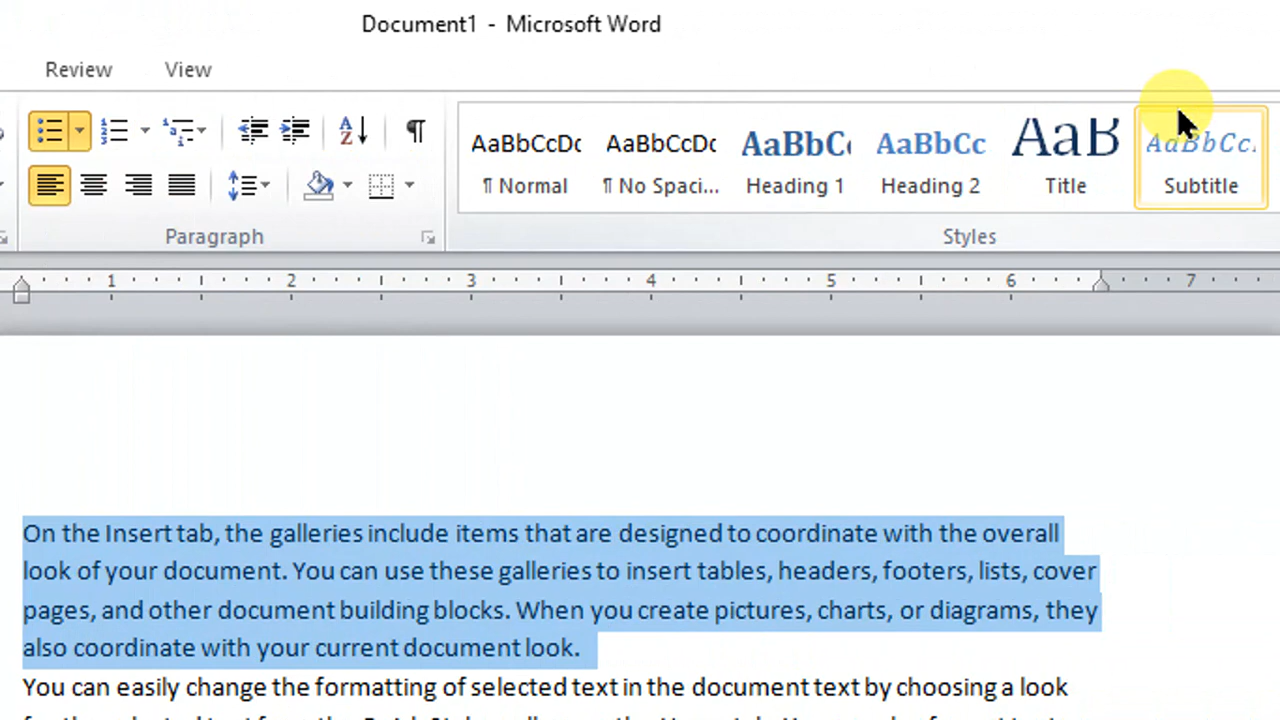 Document1 - Microsoft Word
Review View
AaBbCcDc AaBbCcDc AaBbC AaBbCc AaB AaBbCc.
¶ Normal ¶ No Spaci... Heading 1 Heading 2 Title Subtitle
Paragraph Styles
1 2 3 4 5 6 7
On the Insert tab, the galleries include items that are designed to coordinate with the overall
look of your document. You can use these galleries to insert tables, headers, footers, lists, cover
pages, and other document building blocks. When you create pictures, charts, or diagrams, they
also coordinate with your current document look.
You can easily change the formatting of selected text in the document text by choosing a look